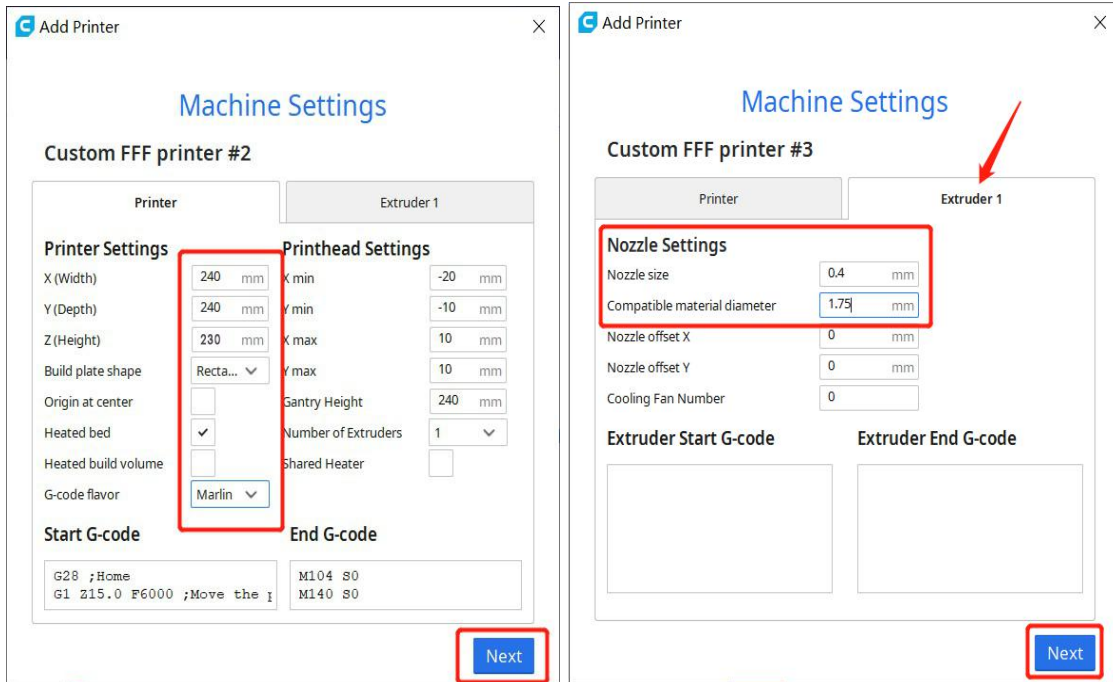 Add Printer
Machine Settings
Custom FFF printer #2
Printer
Extruder 1
Printer Settings
X (Width) 240 mm
Y (Depth) 240 mm
Z (Height) 230 mm
Build plate shape Recta...
Origin at center
Heated bed
Heated build volume
G-code flavor Marlin
Printhead Settings
X min -20 mm
Y min -10 mm
X max 10 mm
Y max 10 mm
Gantry Height 240 mm
Number of Extruders 1
Shared Heater
Start G-code
G28 ;Home
G1 Z15.0 F6000 ;Move the
End G-code
M104 S0
M140 S0
Next
Add Printer
Machine Settings
Custom FFF printer #3
Printer
Extruder 1
Nozzle Settings
Nozzle size 0.4 mm
Compatible material diameter 1.75 mm
Nozzle offset X 0 mm
Nozzle offset Y 0 mm
Cooling Fan Number 0
Extruder Start G-code
Extruder End G-code
Next